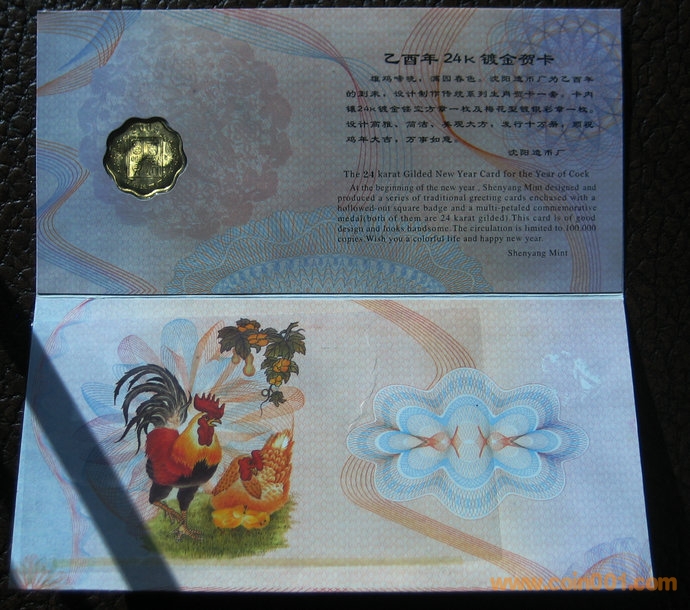 乙酉年24K镀金贺卡
雄鸡啼晓，满园春色。沈阳造币厂为乙酉年
的到来，设计制作传统系列生肖贺卡一套。卡内
镶24K镀金镂空方章一枚及梅花型镀银彩章一枚。
设计高雅、简洁、美观大方，发行十万条，顺祝
鸡年大吉，万事如意。
沈阳造币厂
The 24 karat Gilded New Year Card for the Year of Cock
At the beginning of the new year , Shenyang Mint designed and
produced a series of traditional greeting cards enchased with a
hollowed-out square badge and a multi-petaled commemorative
medal(both of them are 24 karat gilded).This card is of good
design and looks handsome.The circulation is limited to 100.000
copies.Wish you a colorful life and happy new year.
Shenyang Mint
www.coin001.com